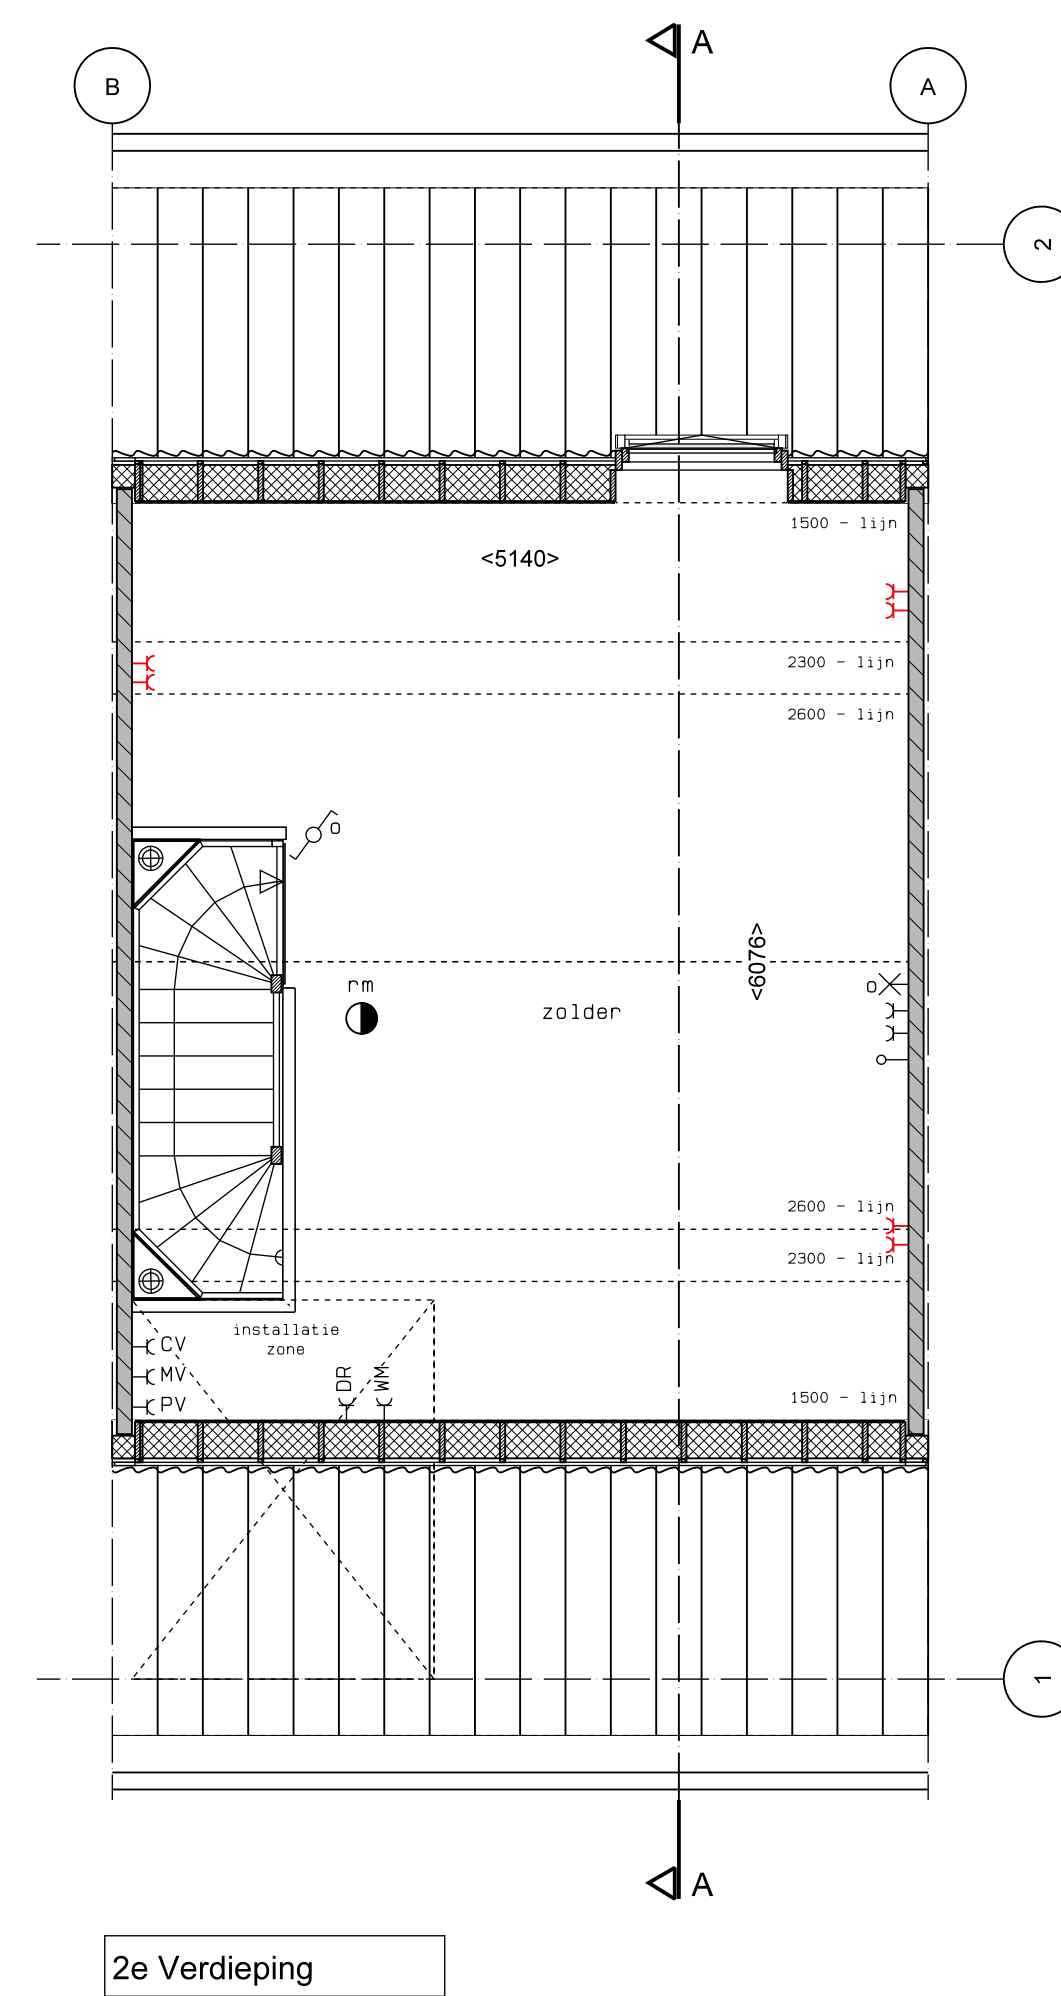 A
B
A
2
1500 - lijn
<5140>
2300 - lijn
2600 - lijn
o
<6076>
rm
o
zolder
2600 - lijn
2300 - lijn
installatie
zone
CV
MV
PV
DR
WM
1500 - lijn
1
A
2e Verdieping